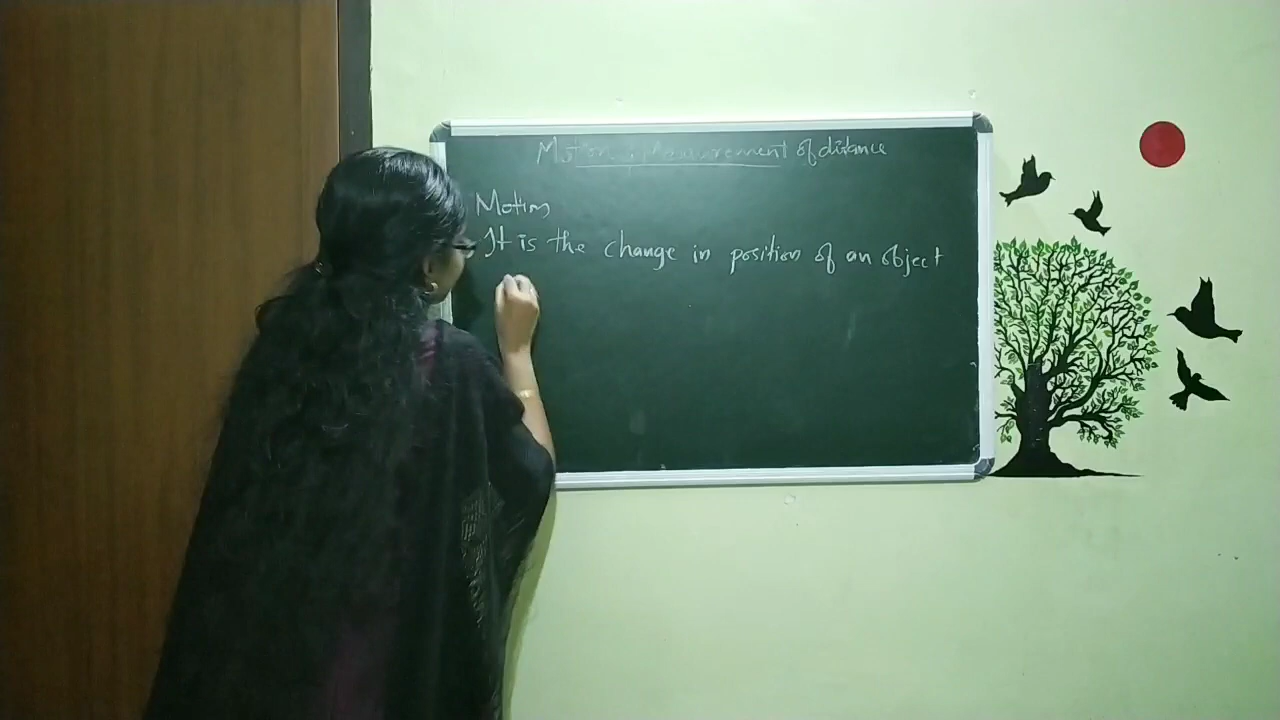 Motion, Measurement of distance
Motion
It is the change in position of an object